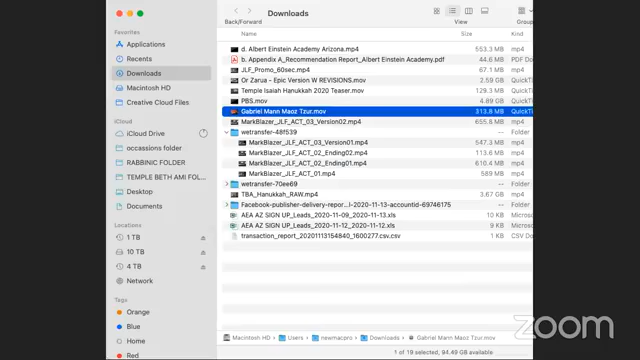 Downloads
Back/Forward
View
Group
Favorites
Applications
Recents
Downloads
Macintosh HD
Creative Cloud Files
iCloud
iCloud Drive
occassions folder
RABBINIC FOLDER
TEMPLE BETH AMI FOL...
Desktop
Documents
Locations
1 TB
10 TB
4 TB
Network
Tags
Orange
Blue
Home
Red
Name Size Kind
d. Albert Einstein Academy Arizona.mp4 553.3 MB mp4
b. Appendix A_Recommendation Report_Albert Einstein Academy.pdf 44.6 MB PDF Do
JLF_Promo_60sec.mp4 67.1 MB mp4
Or Zarua - Epic Version W REVISIONS.mov QuickTi
Temple Isaiah Hanukkah 2020 Teaser.mov 129.3 MB QuickTi
PBS.mov 4.89 GB QuickTi
Gabriel Mann Maoz Tzur.mov 313.8 MB QuickTi
MarkBlazer_JLF_ACT_03_Version02.mp4 655.8 MB mp4
wetransfer-48f539 -- Folder
MarkBlazer_JLF_ACT_03_Version01.mp4 547.3 MB mp4
MarkBlazer_JLF_ACT_02_Ending02.mp4 113.6 MB mp4
MarkBlazer_JLF_ACT_02_Ending01.mp4 610.4 MB mp4
MarkBlazer_JLF_ACT_01.mp4 589 MB mp4
wetransfer-70ee69 -- Folder
TBA_Hanukkah_RAW.mp4 3.67 GB mp4
Facebook-publisher-delivery-repor...l-2020-11-13-accountid-69746175 -- Folder
AEA AZ SIGN UP_Leads_2020-11-09_2020-11-13.xls 10 KB Micros
AEA AZ SIGN UP_Leads_2020-11-12_2020-11-12.xls 9 KB Micros
transaction_report_20201113154840_1600277.csv.csv 1 KB CSV Do
Macintosh HD Users newmacpro Downloads Gabriel Mann Maoz Tzur.mov
1 of 19 selected, 94.49 GB available
zoom